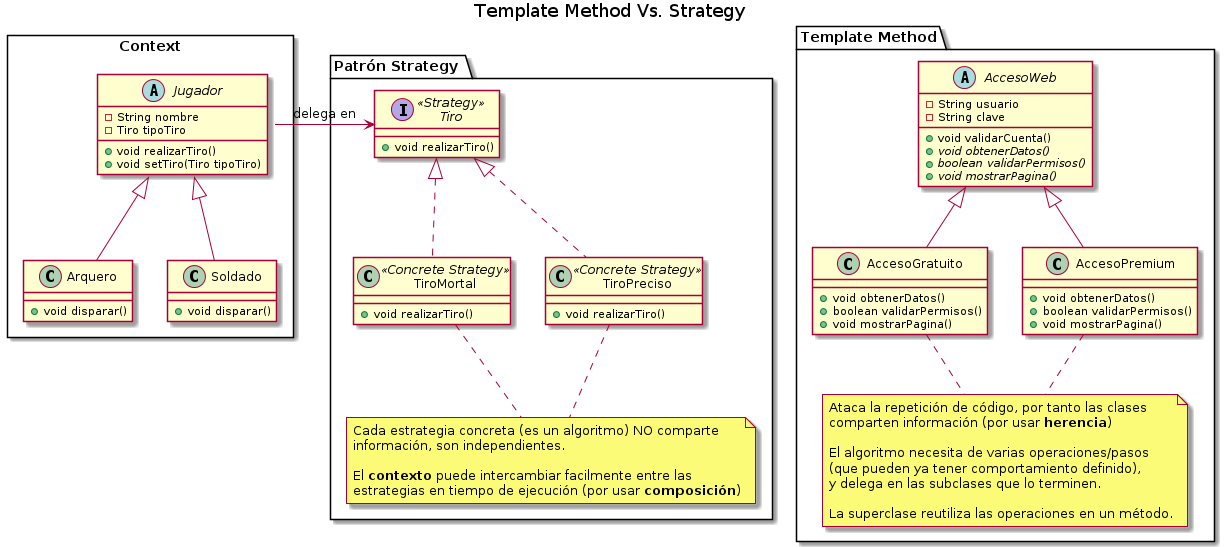 Template Method Vs. Strategy
Context
A Jugador
String nombre
Tiro tipoTiro
void realizarTiro()
void setTiro(Tiro tipoTiro)
C Arquero
void disparar()
C Soldado
void disparar()
delega en
Patrón Strategy
I «Strategy»
Tiro
void realizarTiro()
C «Concrete Strategy»
TiroMortal
void realizarTiro()
C «Concrete Strategy»
TiroPreciso
void realizarTiro()
Cada estrategia concreta (es un algoritmo) NO comparte
información, son independientes.
El contexto puede intercambiar facilmente entre las
estrategias en tiempo de ejecución (por usar composición)
Template Method
A AccesoWeb
String usuario
String clave
void validarCuenta()
void obtenerDatos()
boolean validarPermisos()
void mostrarPagina()
C AccesoGratuito
void obtenerDatos()
boolean validarPermisos()
void mostrarPagina()
C AccesoPremium
void obtenerDatos()
boolean validarPermisos()
void mostrarPagina()
Ataca la repetición de código, por tanto las clases
comparten información (por usar herencia)
El algoritmo necesita de varias operaciones/pasos
(que pueden ya tener comportamiento definido),
y delega en las subclases que lo terminen.
La superclase reutiliza las operaciones en un método.